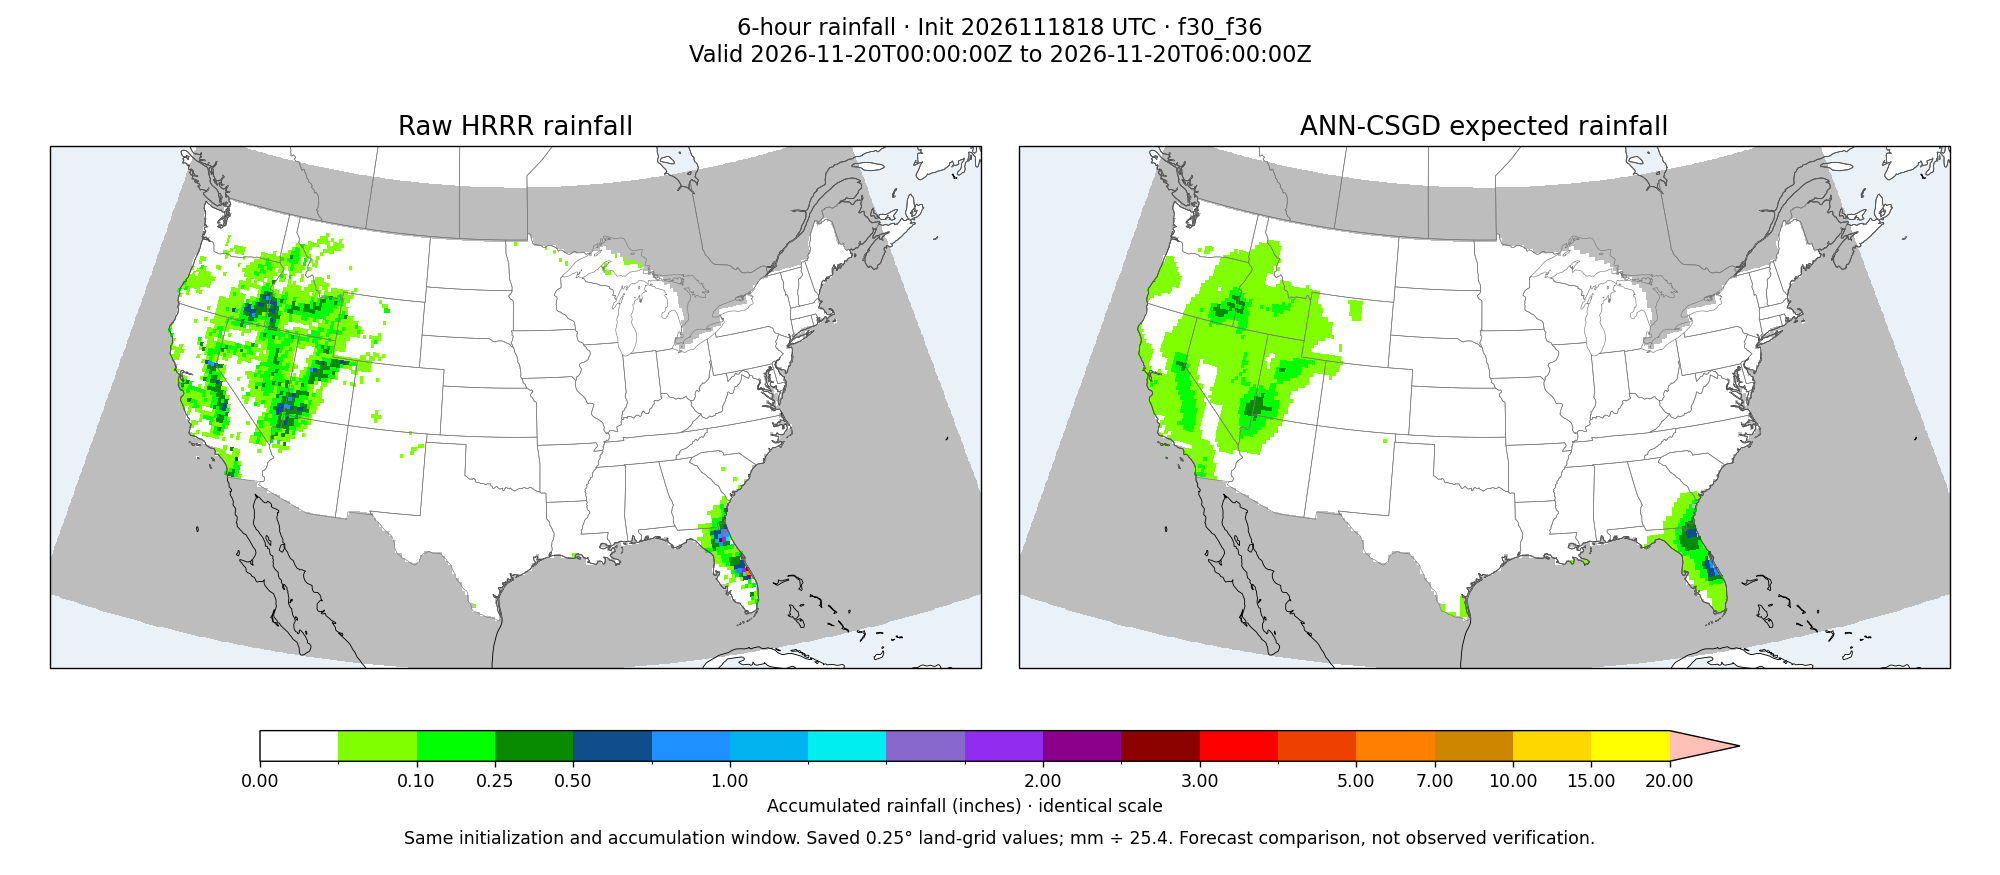 6-hour rainfall · Init 2026111818 UTC · f30_f36
Valid 2026-11-20T00:00:00Z to 2026-11-20T06:00:00Z
Raw HRRR rainfall
ANN-CSGD expected rainfall
0.00 0.10 0.25 0.50 1.00 2.00 3.00 5.00 7.00 10.00 15.00 20.00
Accumulated rainfall (inches) · identical scale
Same initialization and accumulation window. Saved 0.25° land-grid values; mm ÷ 25.4. Forecast comparison, not observed verification.